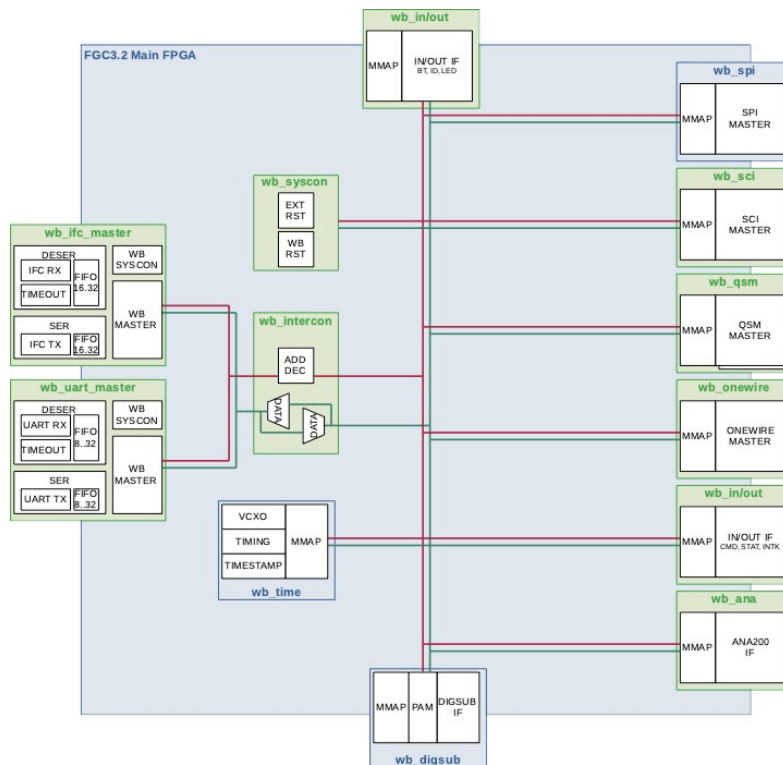 wb_in/out
FGC3.2 Main FPGA
MMAP
IN/OUT IF
BT, ID, LED
wb_spi
MMAP
SPI
MASTER
wb_syscon
EXT
RST
WB
RST
wb_sci
MMAP
SCI
MASTER
wb_ifc_master
DESER
IFC RX
TIMEOUT
FIFO
16.32
WB
SYSCON
SER
IFC TX
FIFO
16.32
WB
MASTER
wb_intercon
ADD
DEC
DATA
DATA
wb_qsm
MMAP
QSM
MASTER
wb_uart_master
DESER
UART RX
TIMEOUT
FIFO
8..32
WB
SYSCON
SER
UART TX
FIFO
8..32
WB
MASTER
wb_onewire
MMAP
ONEWIRE
MASTER
VCXO
TIMING
TIMESTAMP
MMAP
wb_time
wb_in/out
MMAP
IN/OUT IF
CMD, STAT, INTK
wb_ana
MMAP
ANA200
IF
MMAP
PAM
DIGSUB
IF
wb_digsub